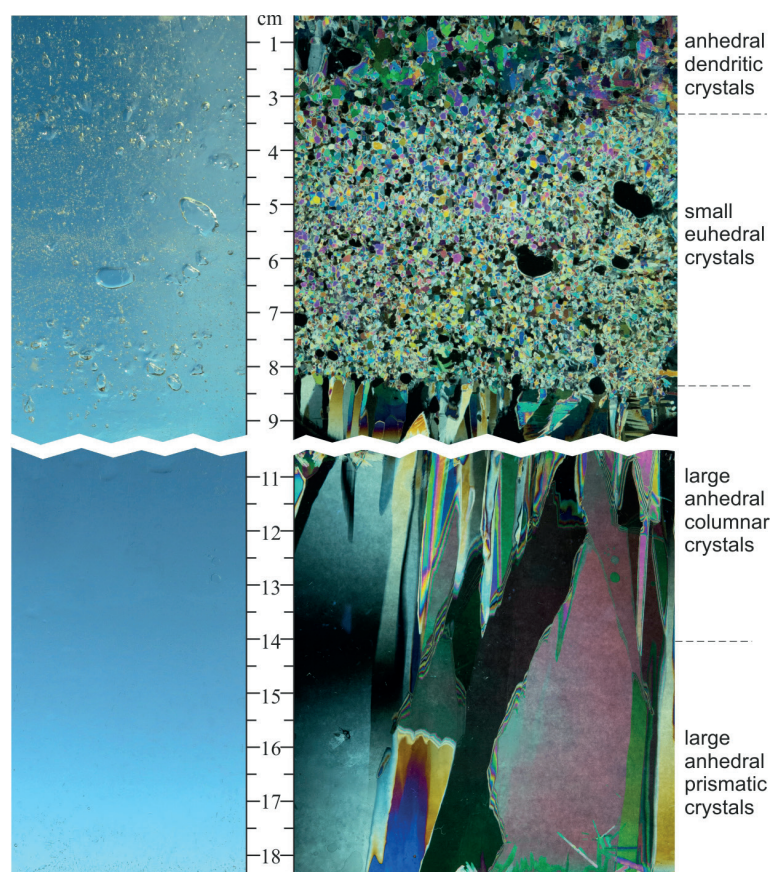 cm
1
2
3
4
5
6
7
8
9
11
12
13
14
15
16
17
18
anhedral
dendritic
crystals
small
euhedral
crystals
large
anhedral
columnar
crystals
large
anhedral
prismatic
crystals